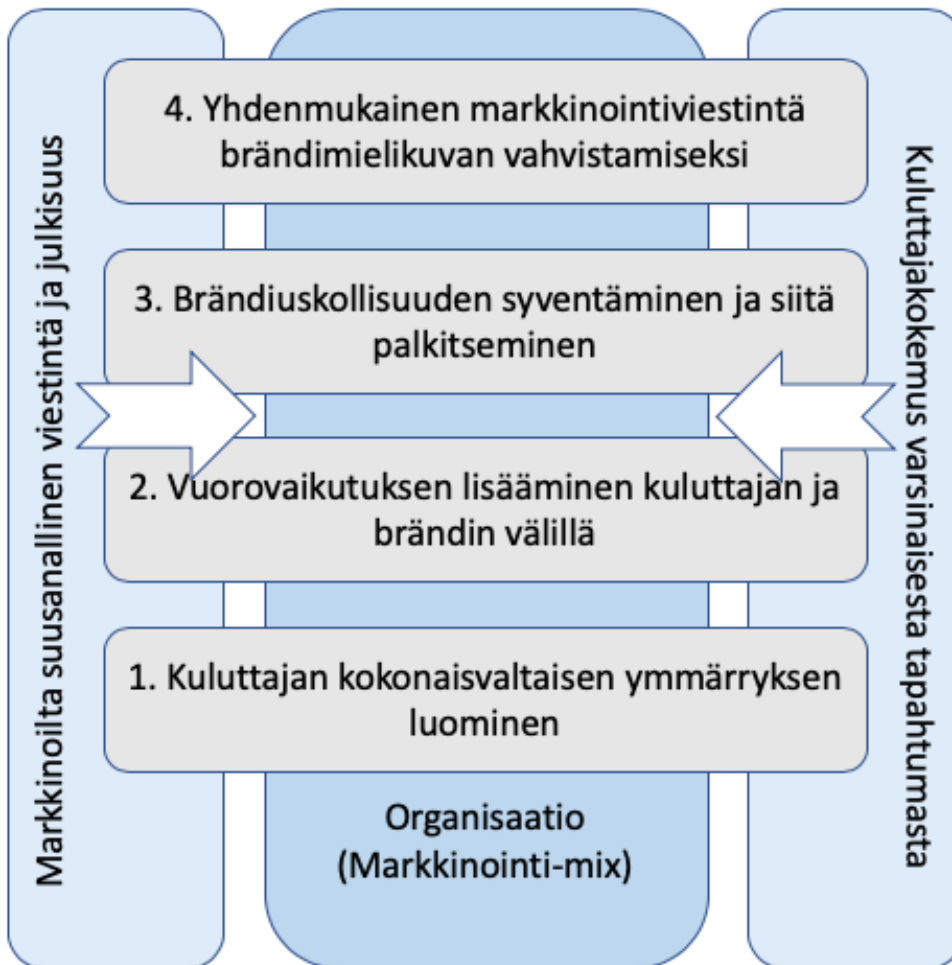 Markkinoilta suusanallinen viestintä ja julkisuus
4. Yhdenmukainen markkinointiviestintä
brändimielikuvan vahvistamiseksi
3. Brändiuskollisuuden syventäminen ja siitä
palkitseminen
2. Vuorovaikutuksen lisääminen kuluttajan ja
brändin välillä
1. Kuluttajan kokonaisvaltaisen ymmärryksen
luominen
Organisaatio
(Markkinointi-mix)
Kuluttajakokemus varsinaisesta tapahtumasta